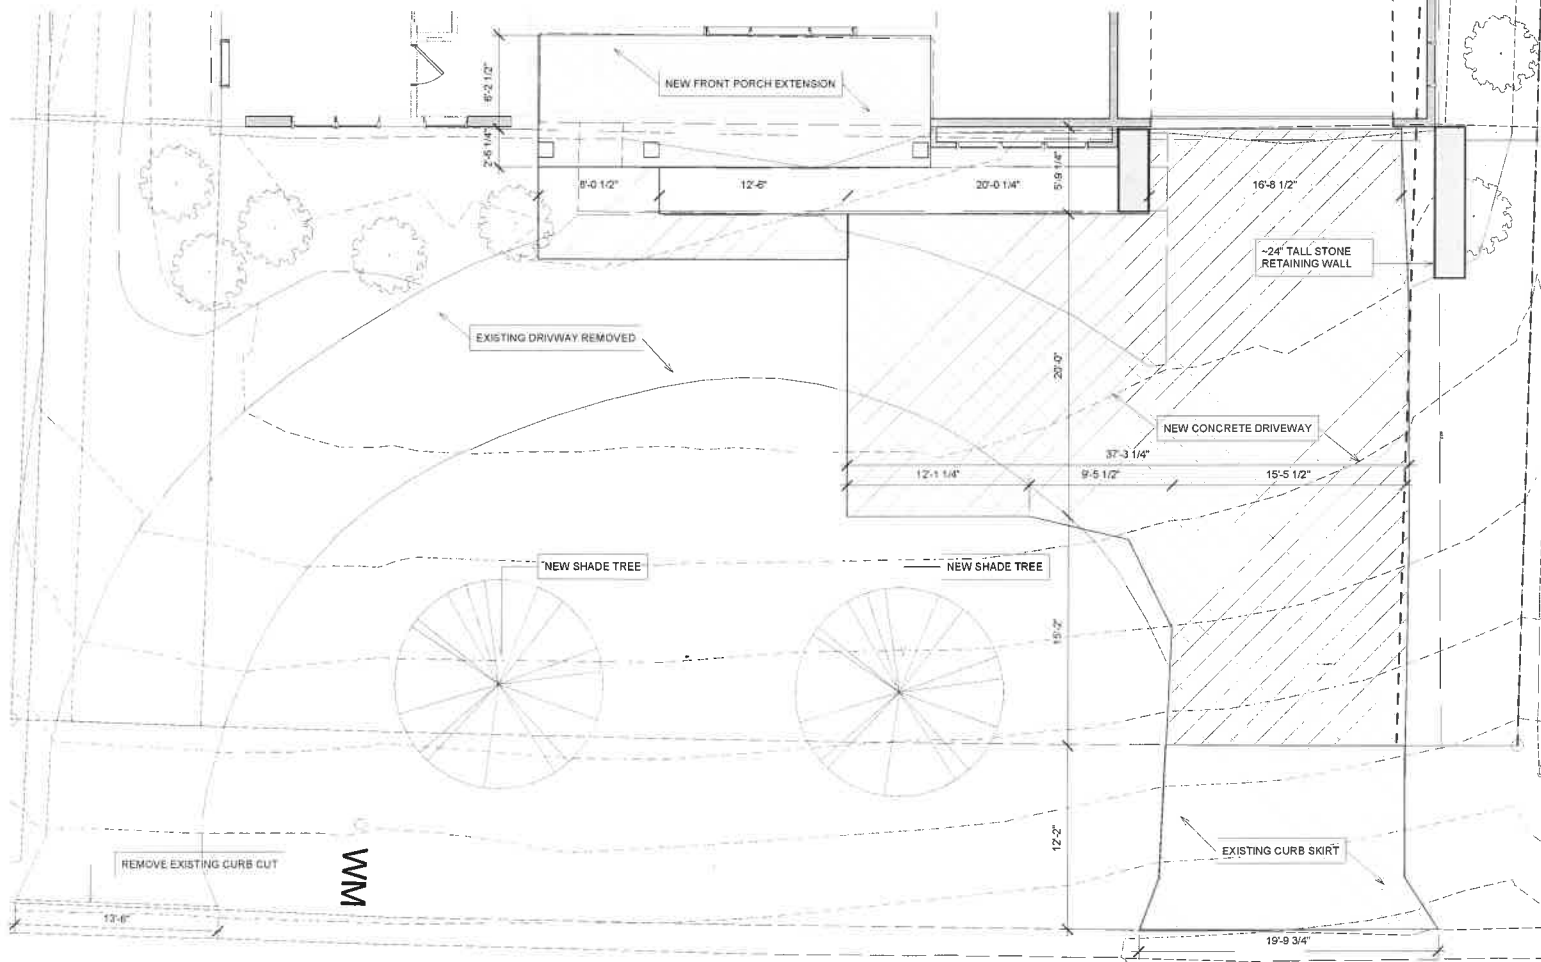 NEW FRONT PORCH EXTENSION
6'-2 1/2"
2'-6 1/4"
5'-9 1/4"
8'-0 1/2"
12'-6"
20'-0 1/4"
16'-8 1/2"
~24" TALL STONE
RETAINING WALL
EXISTING DRIVWAY REMOVED
20'-0"
NEW CONCRETE DRIVEWAY
37'-3 1/4"
12'-1 1/4"
9'-5 1/2"
15'-5 1/2"
NEW SHADE TREE
NEW SHADE TREE
15'-2"
12'-2"
EXISTING CURB SKIRT
REMOVE EXISTING CURB CUT
WM
13'-6"
19'-9 3/4"